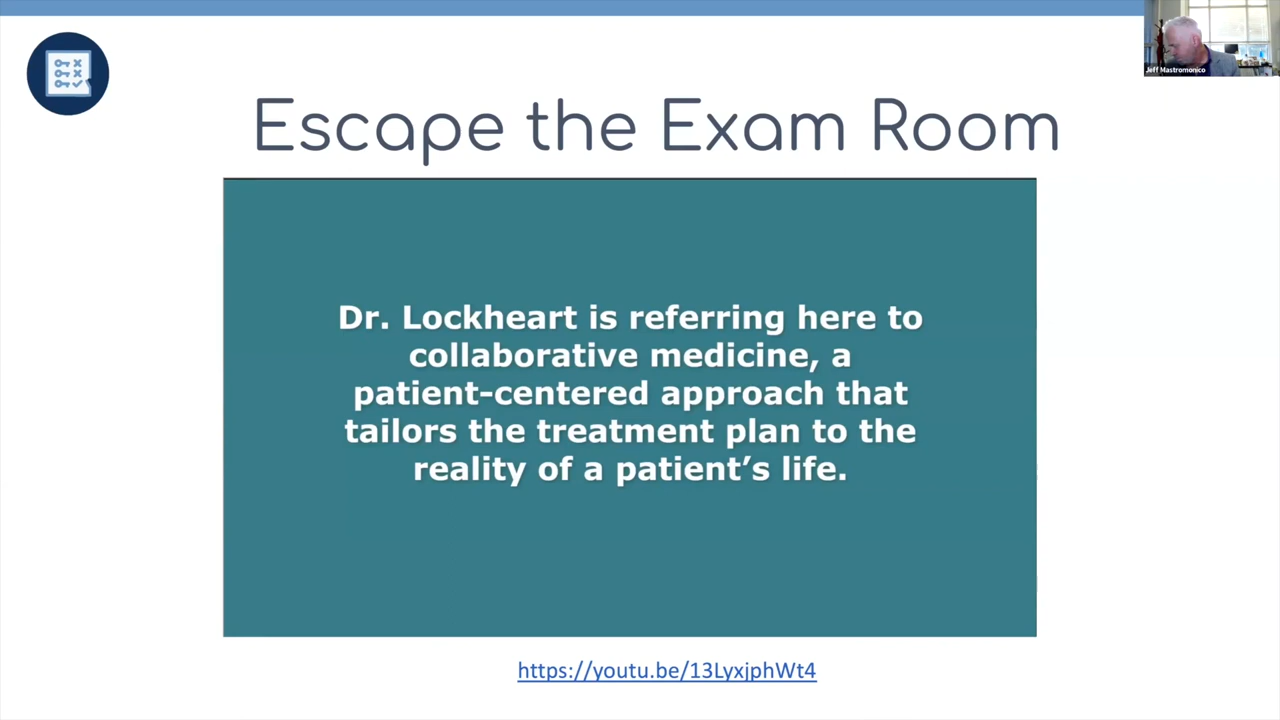 Jeff Mastromonico
Escape the Exam Room
Dr. Lockheart is referring here to
collaborative medicine, a
patient-centered approach that
tailors the treatment plan to the
reality of a patient’s life.
https://youtu.be/13LyxjphWt4